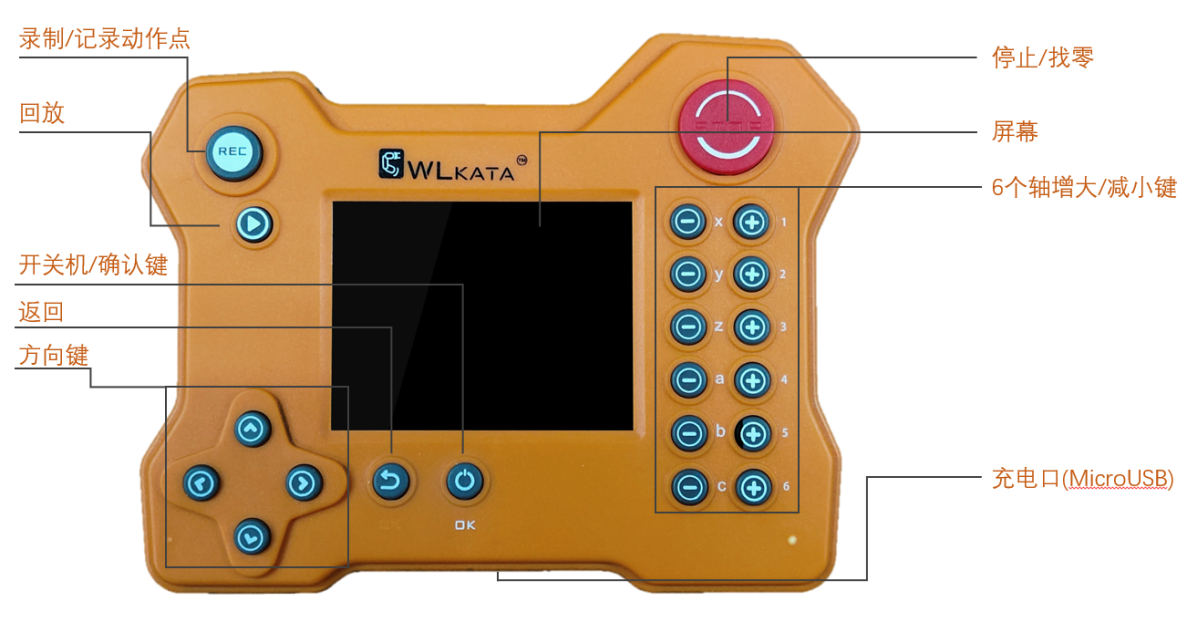 录制/记录动作点
回放
开关机/确认键
返回
方向键
REC
WLKATA™
OK
x 1
y 2
z 3
a 4
b 5
c 6
停止/找零
屏幕
6个轴增大/减小键
充电口(MicroUSB)